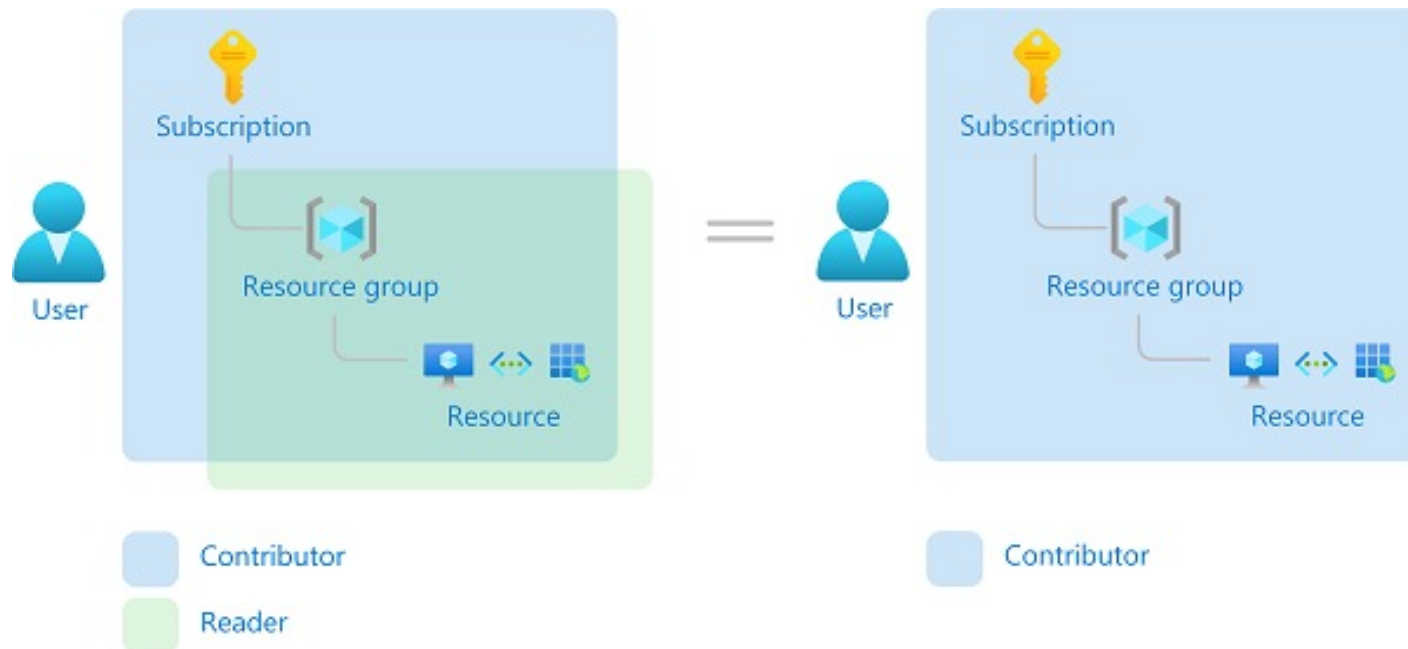 Subscription
Resource group
User
Resource
Contributor
Reader
Subscription
Resource group
User
Resource
Contributor